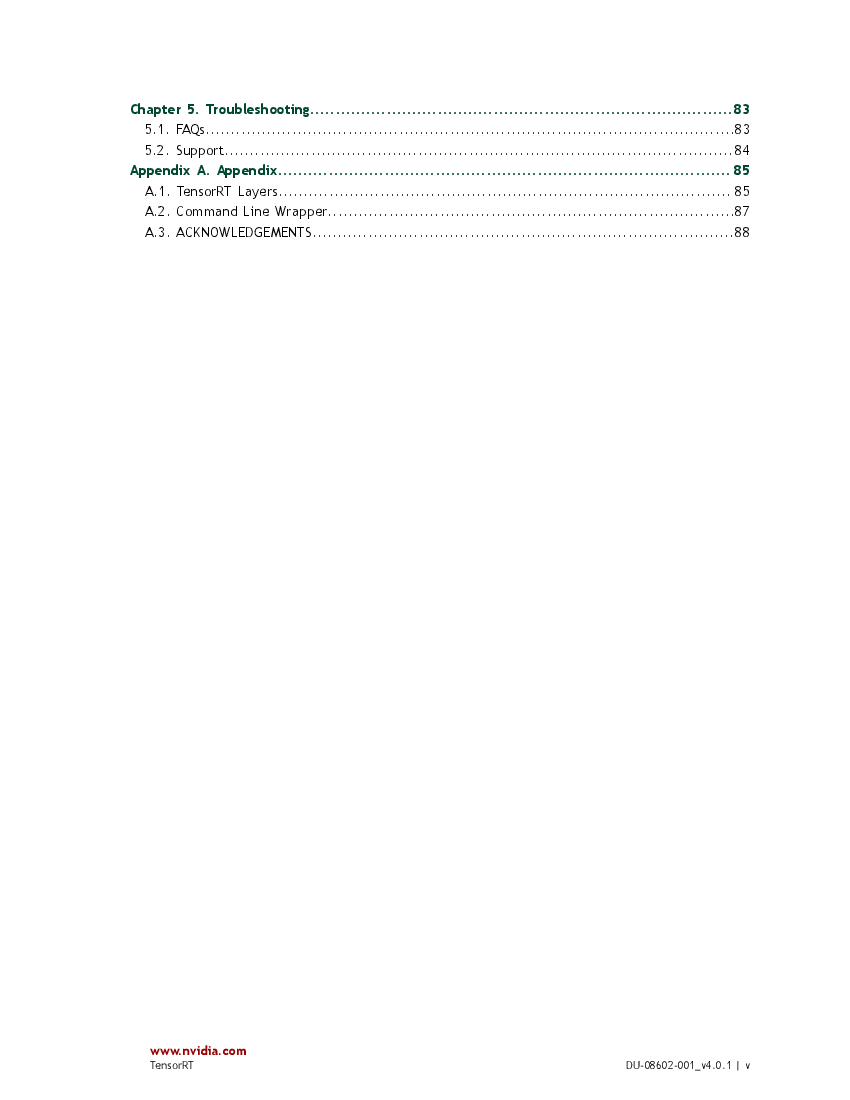 Chapter 5. Troubleshooting....................................................................................83
5.1. FAQs.........................................................................................................83
5.2. Support.....................................................................................................84
Appendix A. Appendix.......................................................................................... 85
A.1. TensorRT Layers.......................................................................................... 85
A.2. Command Line Wrapper.................................................................................87
A.3. ACKNOWLEDGEMENTS....................................................................................88
www.nvidia.com
TensorRT DU-08602-001_v4.0.1 | v